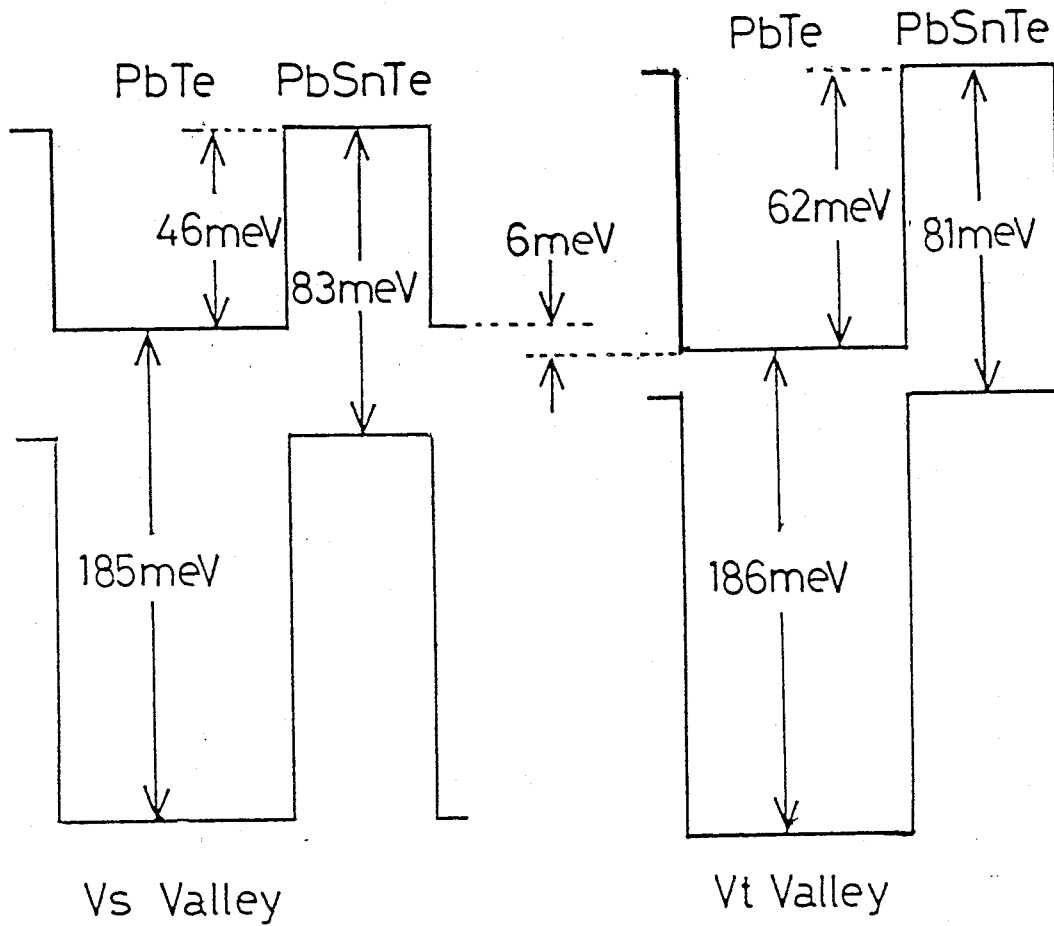 PbTe PbSnTe
46meV
83meV
185meV
Vs Valley
6meV
PbTe PbSnTe
62meV
81meV
186meV
Vt Valley